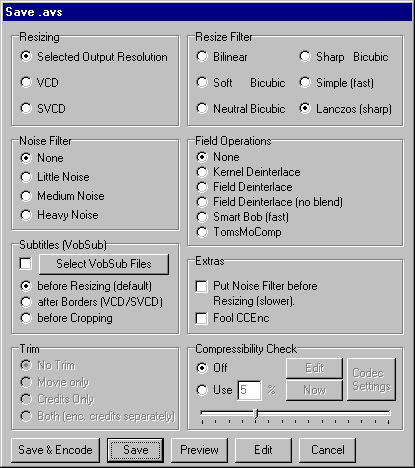 Save .avs
Resizing
Selected Output Resolution
VCD
SVCD
Resize Filter
Bilinear
Sharp Bicubic
Soft Bicubic
Simple (fast)
Neutral Bicubic
Lanczos (sharp)
Noise Filter
None
Little Noise
Medium Noise
Heavy Noise
Field Operations
None
Kernel Deinterlace
Field Deinterlace
Field Deinterlace (no blend)
Smart Bob (fast)
TomsMoComp
Subtitles (VobSub)
Select VobSub Files
before Resizing (default)
after Borders (VCD/SVCD)
before Cropping
Extras
Put Noise Filter before
Resizing (slower).
Fool CCEnc
Trim
No Trim
Movie only
Credits Only
Both (enc. credits separately)
Compressibility Check
Off
Edit
Use 5 %
Now
Codec
Settings
Save & Encode
Save
Preview
Edit
Cancel